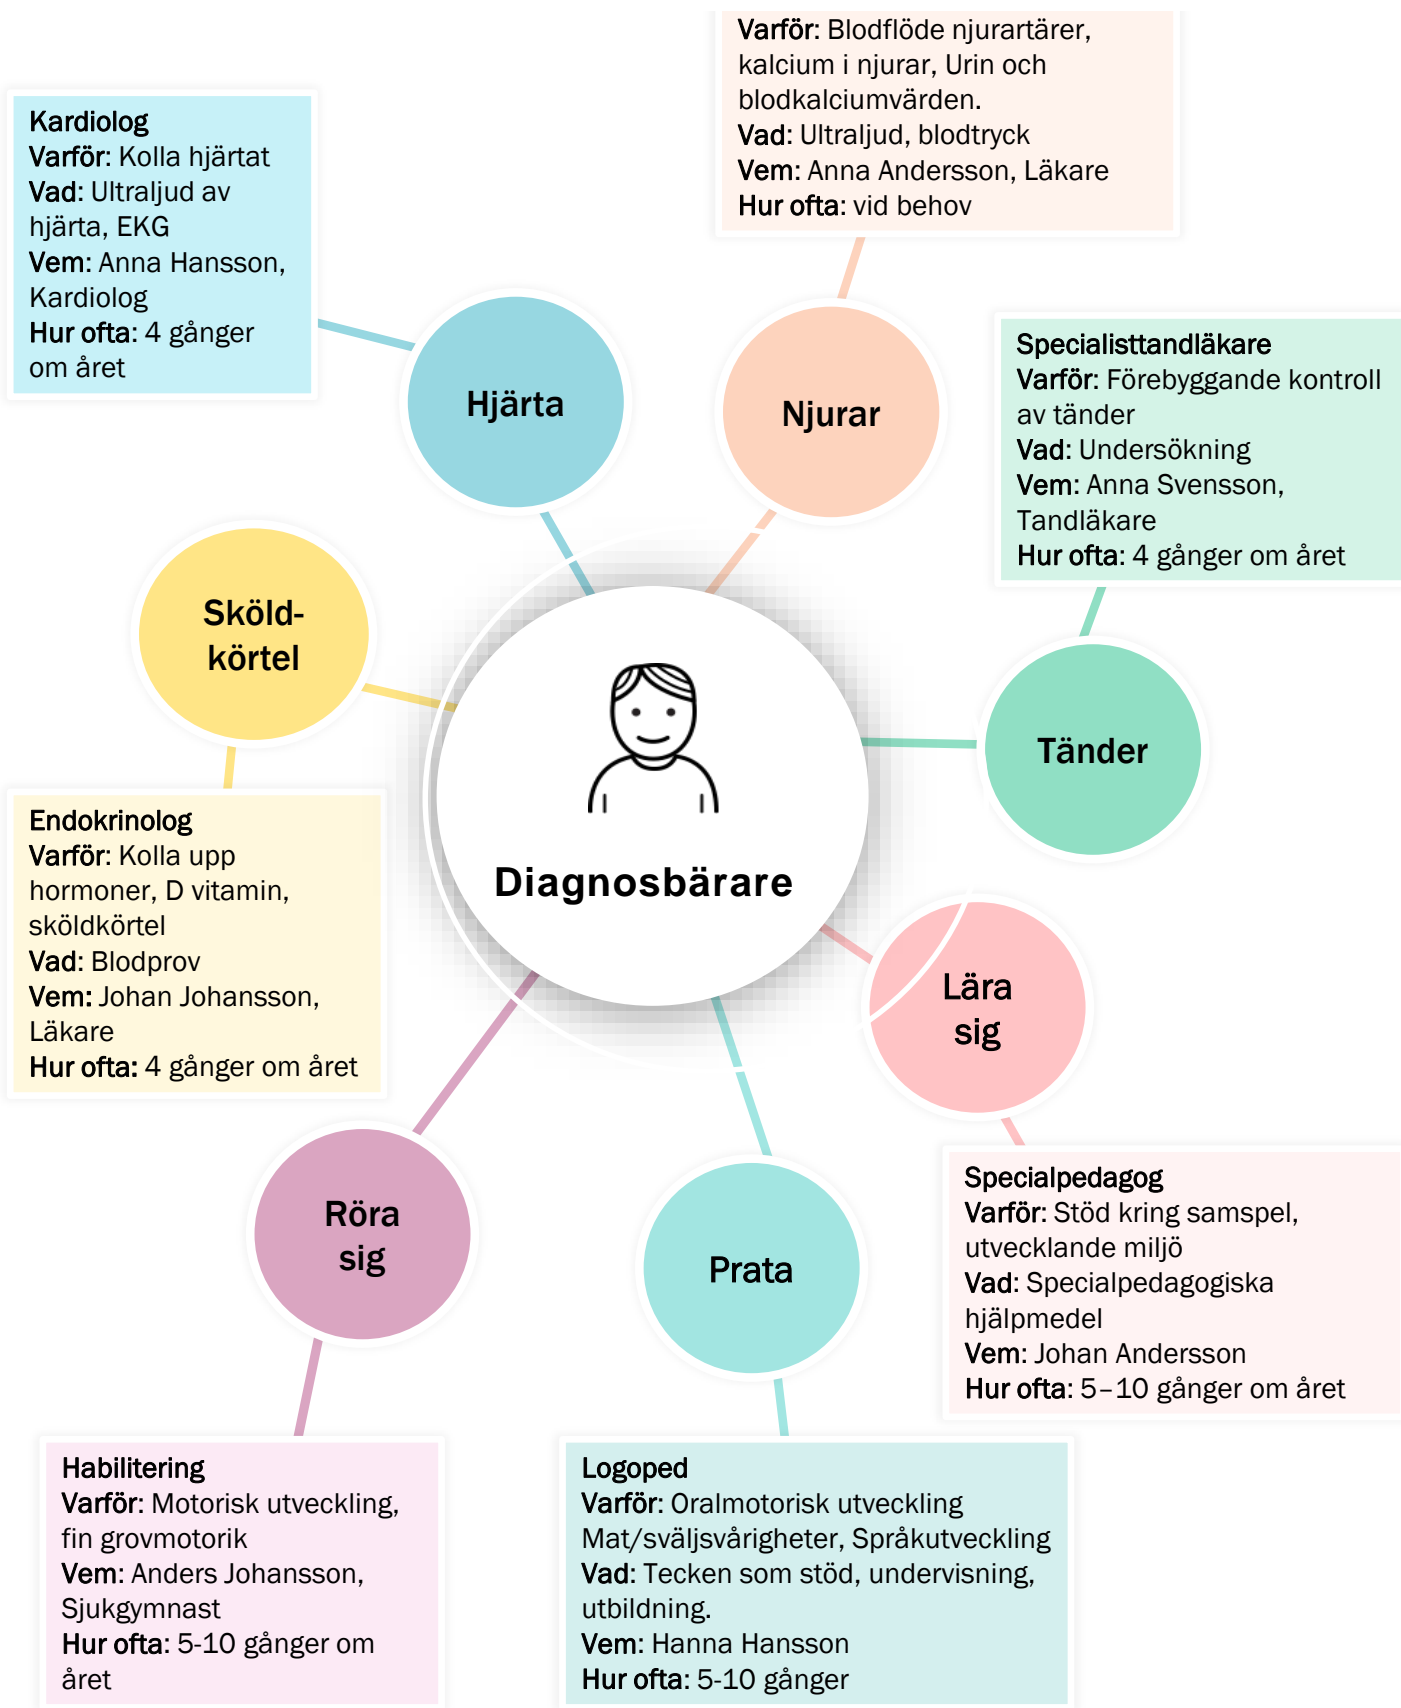 Varför: Blodflöde njurartärer,
kalcium i njurar, Urin och
blodkalciumvärden.
Vad: Ultraljud, blodtryck
Vem: Anna Andersson, Läkare
Hur ofta: vid behov
Kardiolog
Varför: Kolla hjärtat
Vad: Ultraljud av
hjärta, EKG
Vem: Anna Hansson,
Kardiolog
Hur ofta: 4 gånger
om året
Hjärta
Njurar
Specialisttandläkare
Varför: Förebyggande kontroll
av tänder
Vad: Undersökning
Vem: Anna Svensson,
Tandläkare
Hur ofta: 4 gånger om året
Sköld-
körtel
Tänder
Diagnosbärare
Endokrinolog
Varför: Kolla upp
hormoner, D vitamin,
sköldkörtel
Vad: Blodprov
Vem: Johan Johansson,
Läkare
Hur ofta: 4 gånger om året
Lära
sig
Röra
sig
Prata
Specialpedagog
Varför: Stöd kring samspel,
utvecklande miljö
Vad: Specialpedagogiska
hjälpmedel
Vem: Johan Andersson
Hur ofta: 5–10 gånger om året
Habilitering
Varför: Motorisk utveckling,
fin grovmotorik
Vem: Anders Johansson,
Sjukgymnast
Hur ofta: 5-10 gånger om
året
Logoped
Varför: Oralmotorisk utveckling
Mat/sväljsvårigheter, Språkutveckling
Vad: Tecken som stöd, undervisning,
utbildning.
Vem: Hanna Hansson
Hur ofta: 5-10 gånger